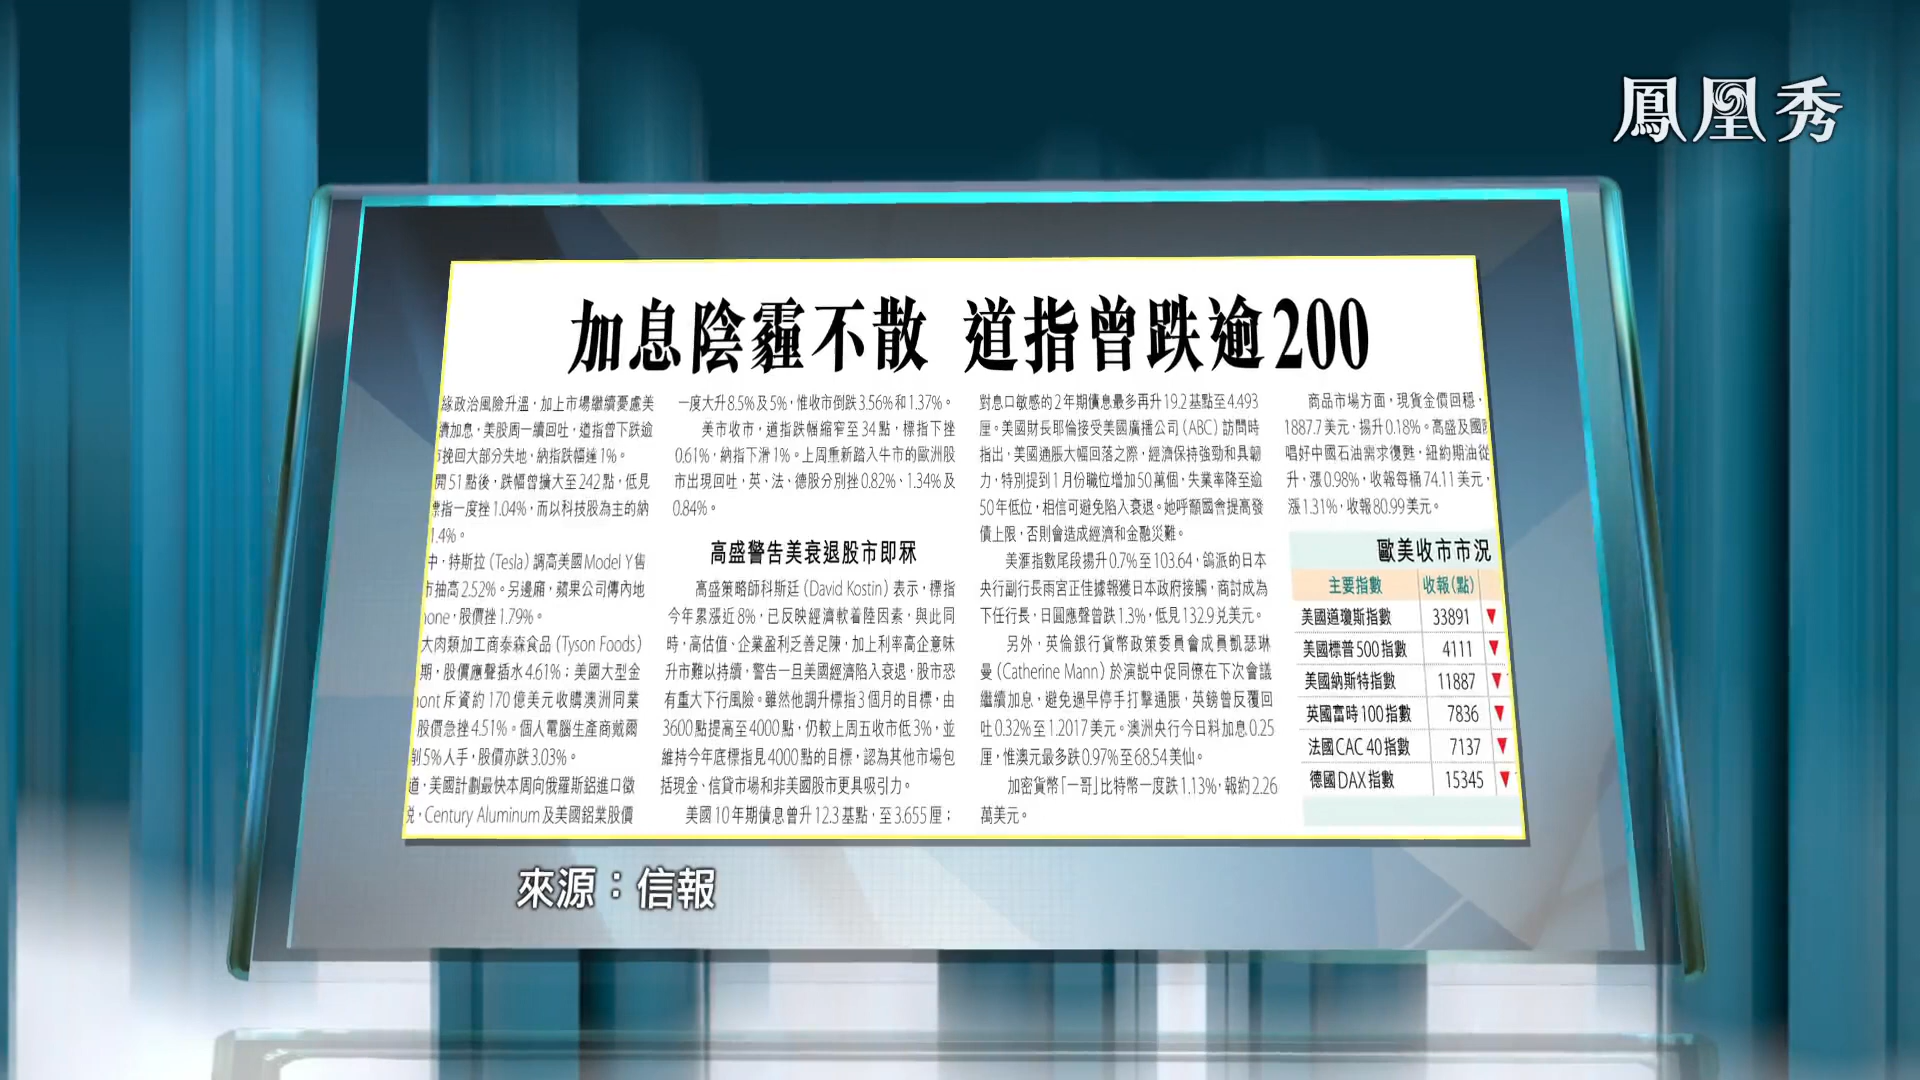 鳳凰秀
加息陰霾不散 道指曾跌逾200
緣政治風險升溫，加上市場繼續憂慮美
續加息，美股周一續回吐，道指曾下跌逾
挽回大部分失地，納指跌幅達1%。
開51點後，跌幅曾擴大至242點，低見
標指一度挫1.04%，而以科技股為主的納
1.4%。
中，特斯拉（Tesla）調高美國Model Y售
市抽高2.52%。另邊廂，蘋果公司傳內地
one，股價挫1.79%。
大肉類加工商泰森食品（Tyson Foods）
期，股價應聲插水4.61%；美國大型金
ont斥資約170億美元收購澳洲同業
股價急挫4.51%。個人電腦生產商戴爾
削5%人手，股價亦跌3.03%。
道，美國計劃最快本周向俄羅斯鋁進口徵
稅，Century Aluminum及美國鋁業股價
一度大升8.5%及5%，惟收市倒跌3.56%和1.37%。
美市收市，道指跌幅縮窄至34點，標指下挫
0.61%，納指下滑1%。上周重新踏入牛市的歐洲股
市出現回吐，英、法、德股分別挫0.82%、1.34%及
0.84%。
高盛警告美衰退股市即冧
高盛策略師科斯廷（David Kostin）表示，標指
今年累漲近8%，已反映經濟軟着陸因素，與此同
時，高估值、企業盈利乏善足陳，加上利率高企意味
升市難以持續，警告一旦美國經濟陷入衰退，股市恐
有重大下行風險。雖然他調升標指3個月的目標，由
3600點提高至4000點，仍較上周五收市低3%，並
維持今年底標指見4000點的目標，認為其他市場包
括現金、信貸市場和非美國股市更具吸引力。
美國10年期債息曾升12.3基點，至3.655厘；
對息口敏感的2年期債息最多再升19.2基點至4.493
厘。美國財長耶倫接受美國廣播公司（ABC）訪問時
指出，美國通脹大幅回落之際，經濟保持強勁和具韌
力，特別提到1月份職位增加50萬個，失業率降至逾
50年低位，相信可避免陷入衰退。她呼籲國會提高發
債上限，否則會造成經濟和金融災難。
美滙指數尾段揚升0.7%至103.64，鴿派的日本
央行副行長雨宮正佳據報獲日本政府接觸，商討成為
下任行長，日圓應聲曾跌1.3%，低見132.9兌美元。
另外，英倫銀行貨幣政策委員會成員凱瑟琳
曼（Catherine Mann）於演說中促同僚在下次會議
繼續加息，避免過早停手打擊通脹，英鎊曾反覆回
吐0.32%至1.2017美元。澳洲央行今日料加息0.25
厘，惟澳元最多跌0.97%至68.54美仙。
加密貨幣「一哥」比特幣一度跌1.13%，報約2.26
萬美元。
商品市場方面，現貨金價回穩，
1887.7美元，揚升0.18%。高盛及國
唱好中國石油需求復甦，紐約期油從
升，漲0.98%，收報每桶74.11美元，
漲1.31%，收報80.99美元。
歐美收市市況
主要指數 收報(點)
美國道瓊斯指數 33891 ▼
美國標普500指數 4111 ▼
美國納斯特指數 11887 ▼
英國富時100指數 7836 ▼
法國CAC 40指數 7137 ▼
德國DAX指數 15345 ▼
來源：信報